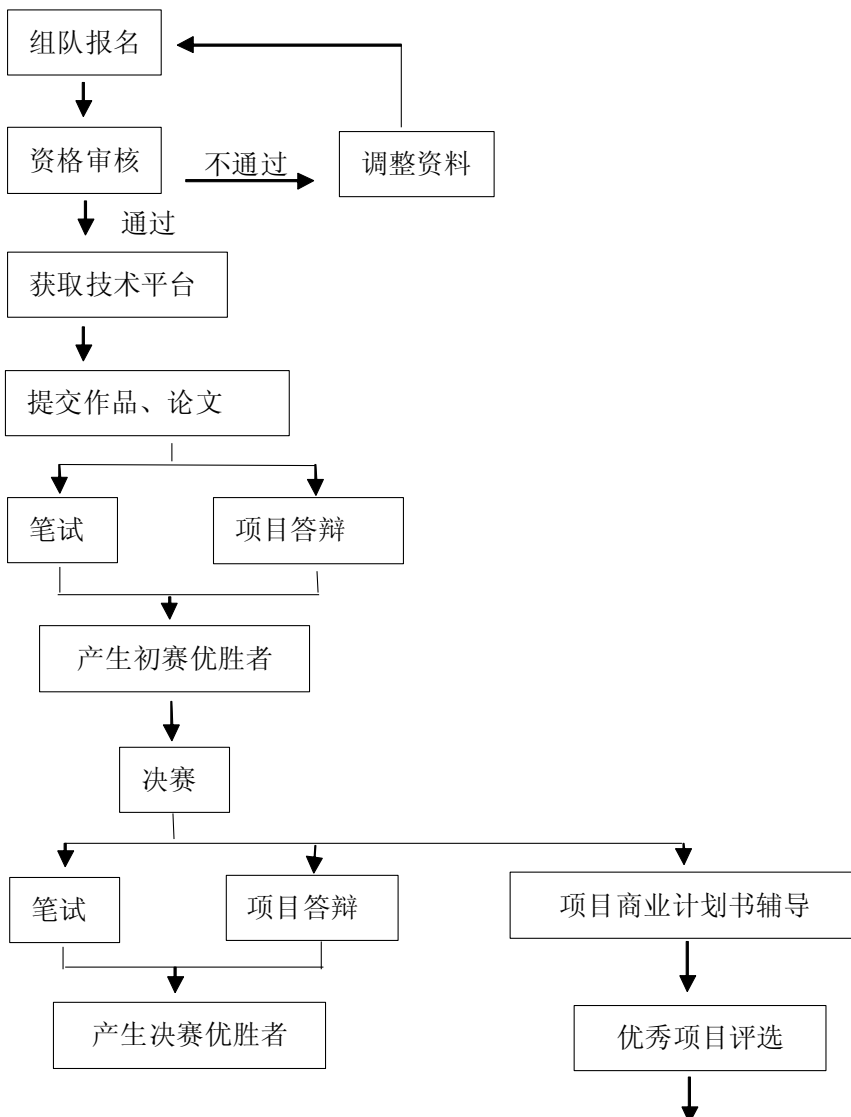 组队报名
资格审核
不通过
调整资料
通过
获取技术平台
提交作品、论文
笔试
项目答辩
产生初赛优胜者
决赛
笔试
项目答辩
项目商业计划书辅导
产生决赛优胜者
优秀项目评选